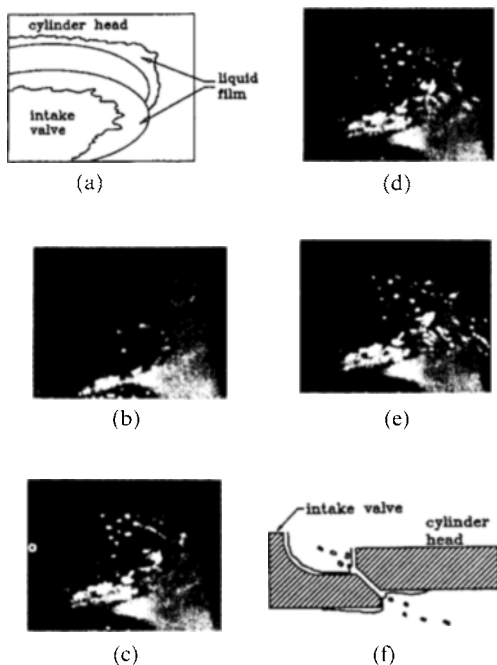 cylinder head
liquid
film
intake
valve
(a)
(d)
(b)
(e)
intake valve
cylinder
head
(c)
(f)